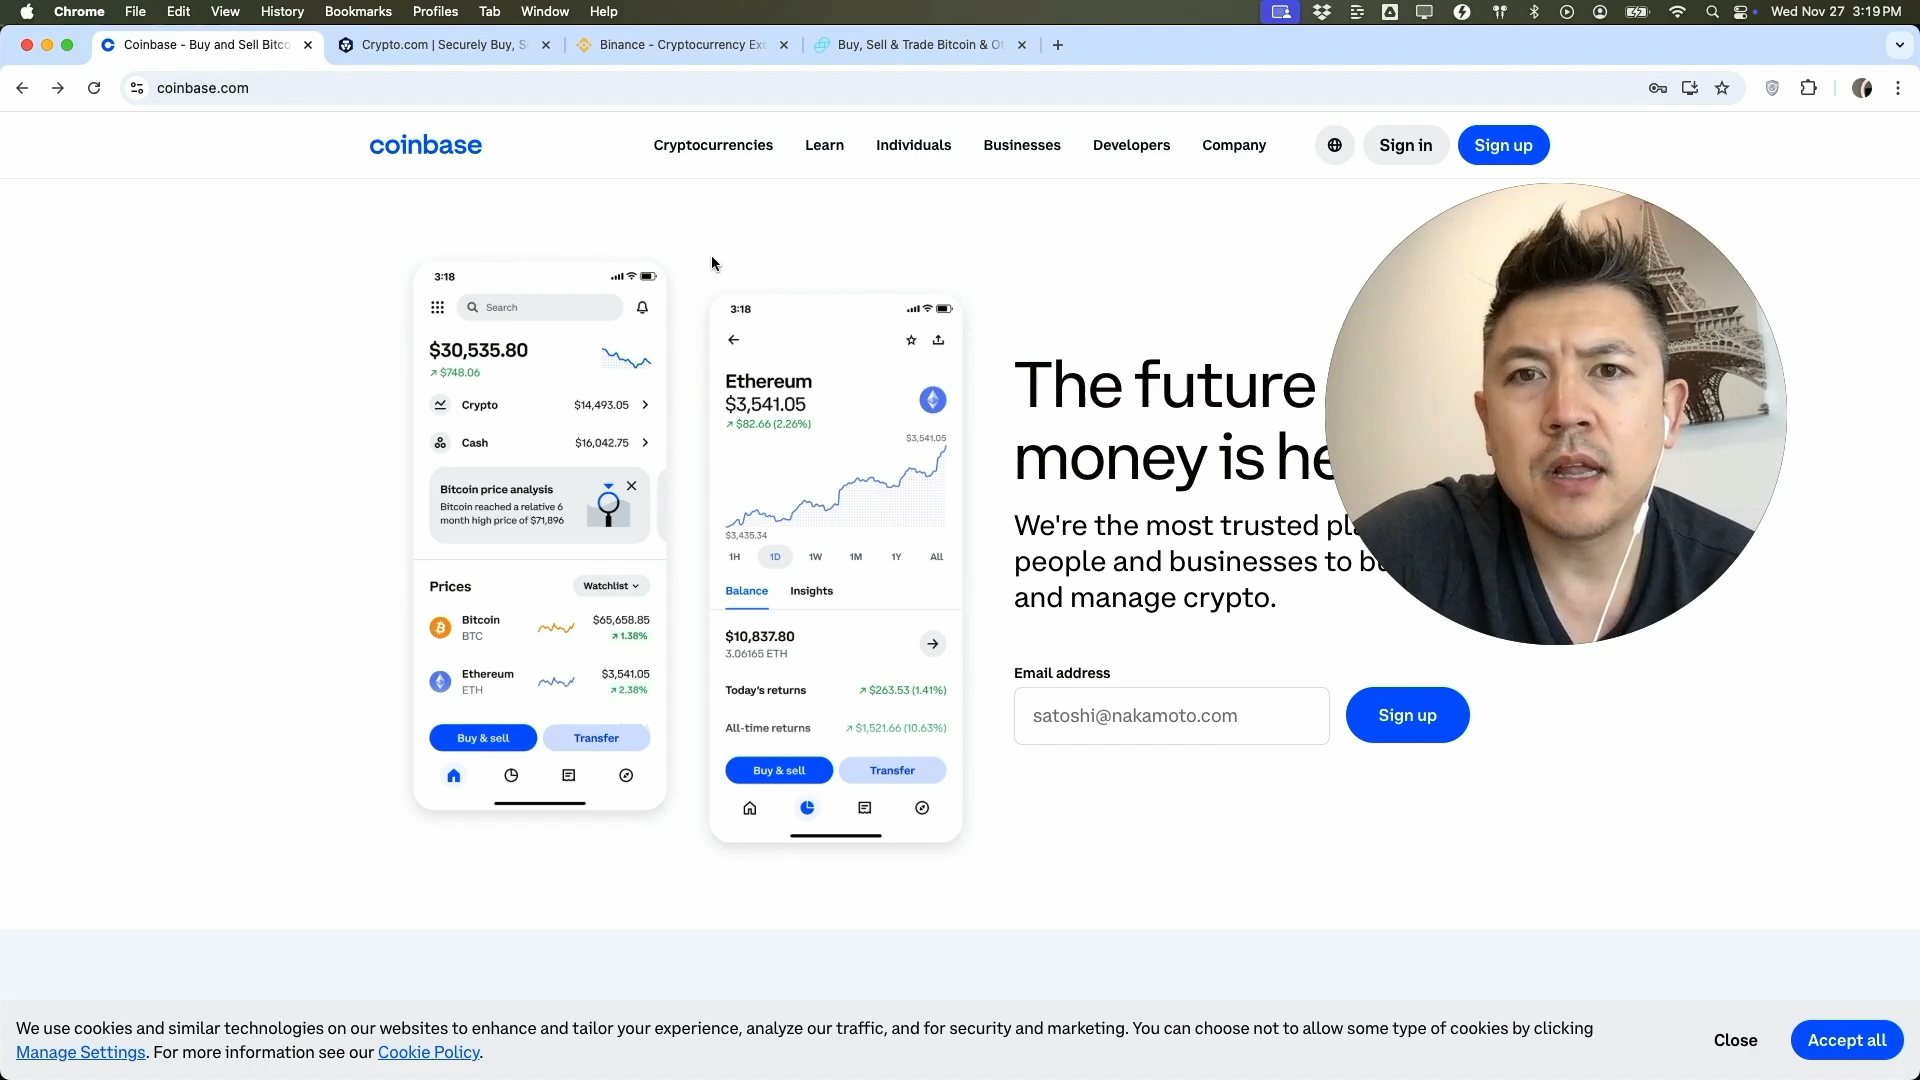 Chrome File Edit View History Bookmarks Profiles Tab Window Help
Wed Nov 27 3:19 PM
Coinbase - Buy and Sell Bitco
Crypto.com | Securely Buy, S
Binance - Cryptocurrency Exc
Buy, Sell & Trade Bitcoin & Ot
coinbase.com
coinbase
Cryptocurrencies Learn Individuals Businesses Developers Company
Sign in
Sign up
3:18
Search
$30,535.80
↗ $748.06
Crypto $14,493.05
Cash $16,042.75
Bitcoin price analysis
Bitcoin reached a relative 6
month high price of $71,896
Prices
Watchlist
Bitcoin $65,658.85
BTC ↗ 1.38%
Ethereum $3,541.05
ETH ↗ 2.38%
Buy & sell
Transfer
3:18
Ethereum
$3,541.05
↗ $82.66 (2.26%)
$3,541.05
$3,435.34
1H 1D 1W 1M 1Y All
Balance Insights
$10,837.80
3.06165 ETH
Today's returns ↗ $263.53 (1.41%)
All-time returns ↗ $1,521.66 (10.63%)
Buy & sell
Transfer
The future
money is he
We're the most trusted pla
people and businesses to bu
and manage crypto.
Email address
satoshi@nakamoto.com
Sign up
We use cookies and similar technologies on our websites to enhance and tailor your experience, analyze our traffic, and for security and marketing. You can choose not to allow some type of cookies by clicking
Manage Settings. For more information see our Cookie Policy.
Close
Accept all